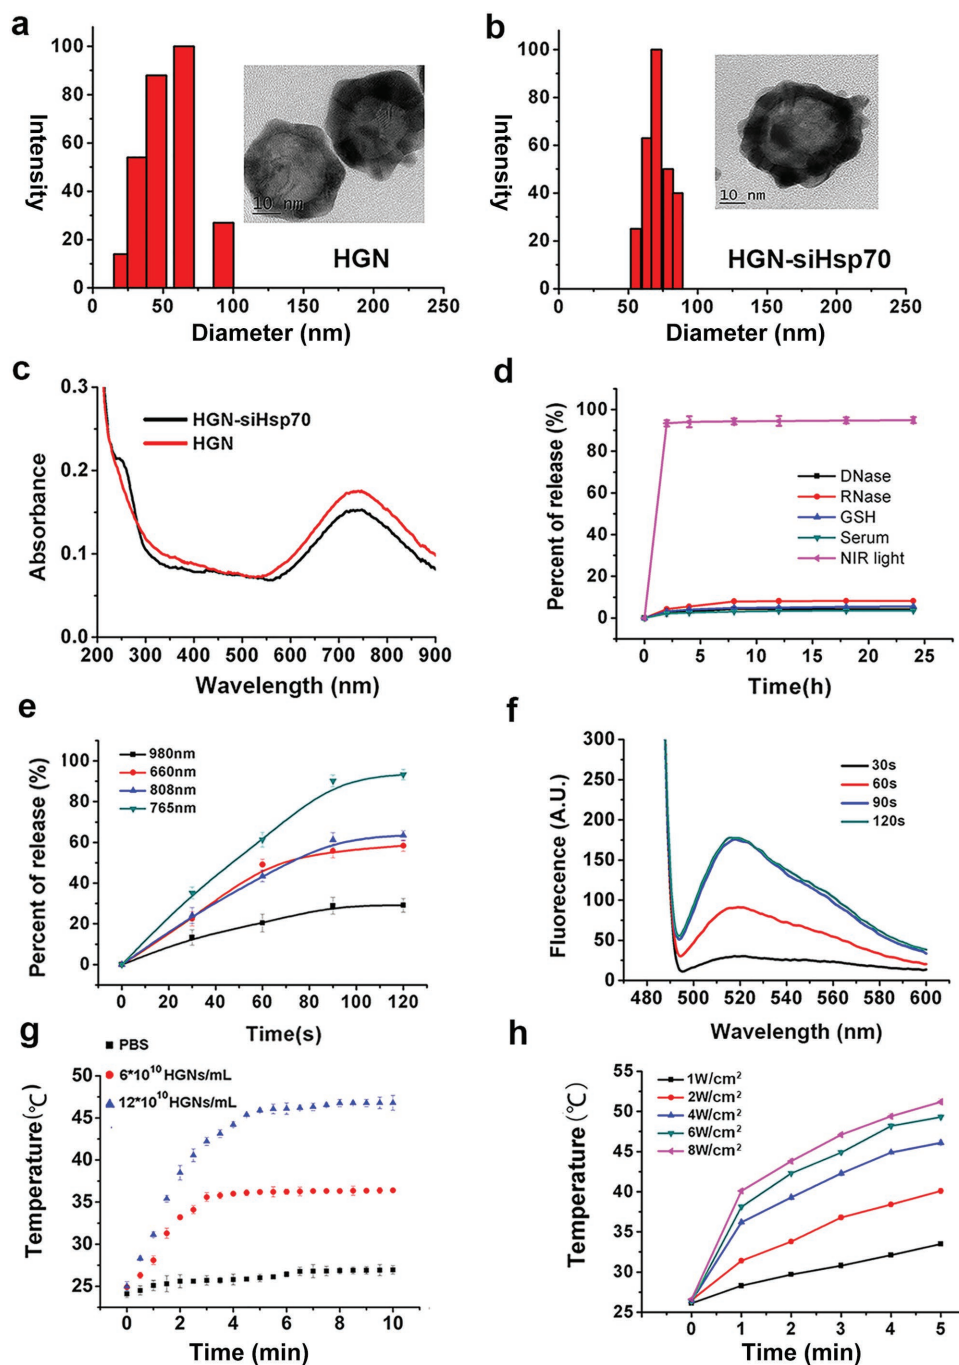 a
100
80
60
40
20
0
Intensity
10 nm
HGN
0 50 100 150 200 250
Diameter (nm)
b
100
80
60
40
20
0
Intensity
10 nm
HGN-siHsp70
0 50 100 150 200 250
Diameter (nm)
c
0.3
0.2
0.1
0.0
Absorbance
HGN-siHsp70
HGN
200 300 400 500 600 700 800 900
Wavelength (nm)
d
100
80
60
40
20
0
Percent of release (%)
DNase
RNase
GSH
Serum
NIR light
0 5 10 15 20 25
Time(h)
e
100
80
60
40
20
0
Percent of release (%)
980nm
660nm
808nm
765nm
0 20 40 60 80 100 120
Time(s)
f
300
250
200
150
100
50
0
Fluorecence (A.U.)
30s
60s
90s
120s
480 500 520 540 560 580 600
Wavelength (nm)
g
PBS
6*10¹⁰HGNs/mL
12*10¹⁰HGNs/mL
50
45
40
35
30
25
Temperature(℃)
0 2 4 6 8 10
Time (min)
h
55
50
45
40
35
30
25
Temperature (℃)
1W/cm²
2W/cm²
4W/cm²
6W/cm²
8W/cm²
0 1 2 3 4 5
Time (min)